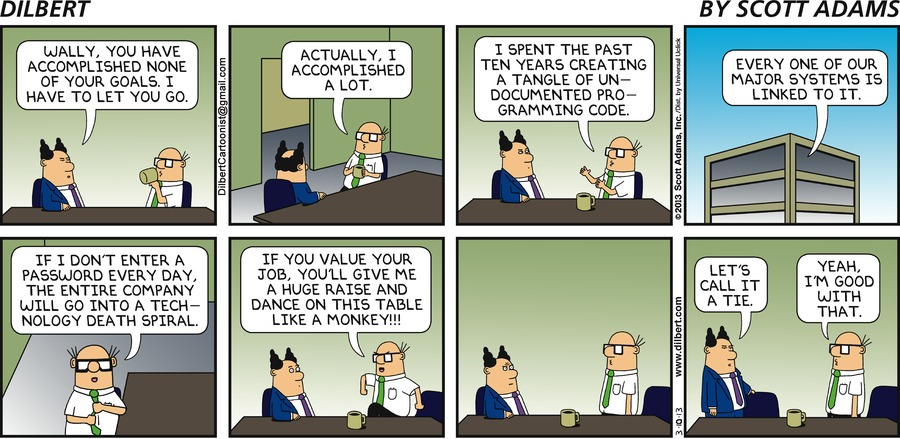 DILBERT
BY SCOTT ADAMS
WALLY, YOU HAVE
ACCOMPLISHED NONE
OF YOUR GOALS. I
HAVE TO LET YOU GO.
DilbertCartoonist@gmail.com
ACTUALLY, I
ACCOMPLISHED
A LOT.
I SPENT THE PAST
TEN YEARS CREATING
A TANGLE OF UN-
DOCUMENTED PRO-
GRAMMING CODE.
©2013 Scott Adams, Inc. /Dist. by Universal Uclick
EVERY ONE OF OUR
MAJOR SYSTEMS IS
LINKED TO IT.
IF I DON'T ENTER A
PASSWORD EVERY DAY,
THE ENTIRE COMPANY
WILL GO INTO A TECH-
NOLOGY DEATH SPIRAL.
IF YOU VALUE YOUR
JOB, YOU'LL GIVE ME
A HUGE RAISE AND
DANCE ON THIS TABLE
LIKE A MONKEY!!!
3-10-13 www.dilbert.com
LET'S
CALL IT
A TIE.
YEAH,
I'M GOOD
WITH
THAT.